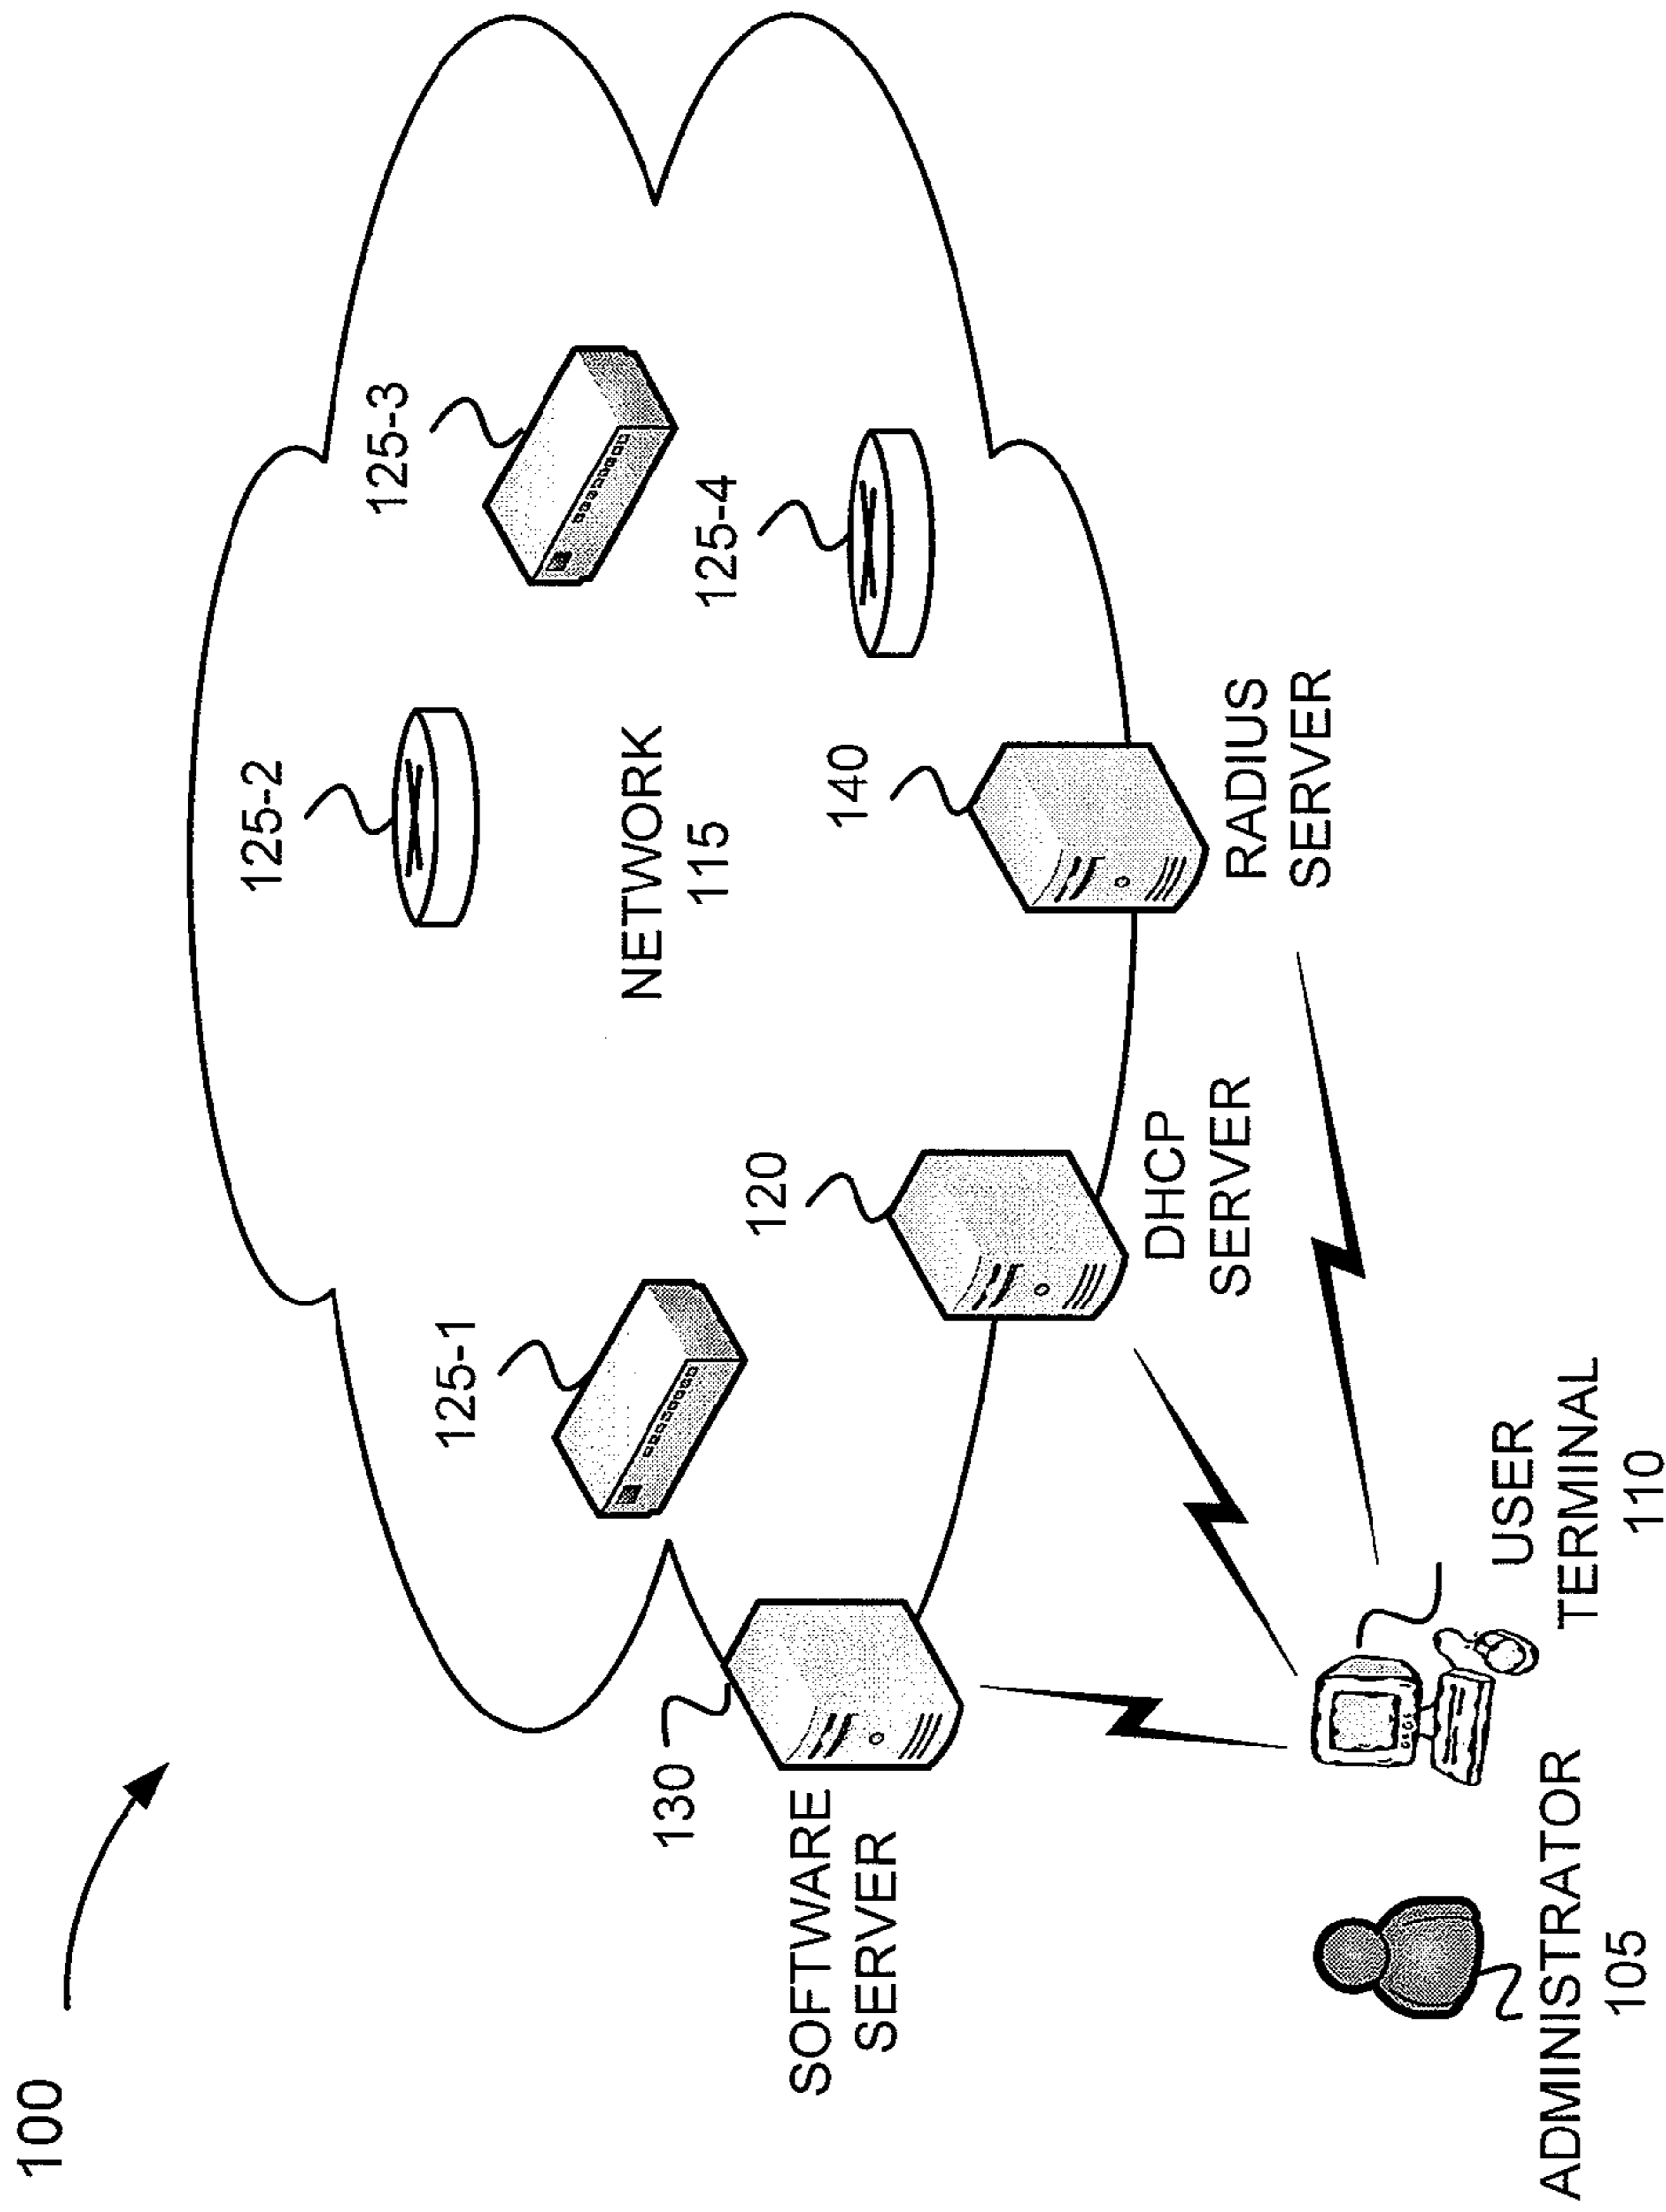 100
125-2
125-3
125-1
NETWORK
115
125-4
120
140
130
SOFTWARE
SERVER
DHCP
SERVER
RADIUS
SERVER
USER
TERMINAL
110
ADMINISTRATOR
105